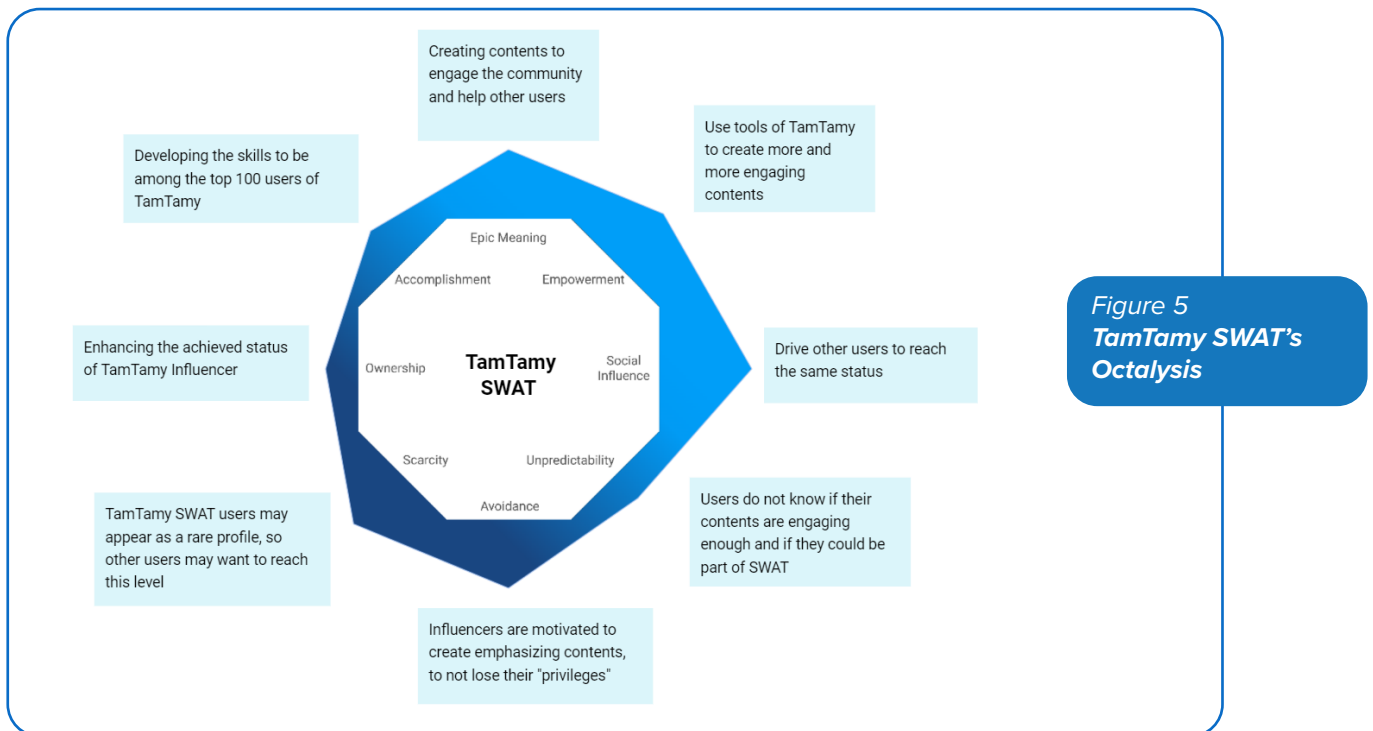 Creating contents to
engage the community
and help other users
Use tools of TamTamy
to create more and
more engaging
contents
Developing the skills to be
among the top 100 users of
TamTamy
Epic Meaning
Accomplishment
Empowerment
Enhancing the achieved status
of TamTamy Influencer
Ownership
TamTamy
SWAT
Social
Influence
Drive other users to reach
the same status
Figure 5
TamTamy SWAT’s
Octalysis
Scarcity
Unpredictability
Avoidance
TamTamy SWAT users may
appear as a rare profile, so
other users may want to reach
this level
Users do not know if their
contents are engaging
enough and if they could be
part of SWAT
Influencers are motivated to
create emphasizing contents,
to not lose their "privileges"